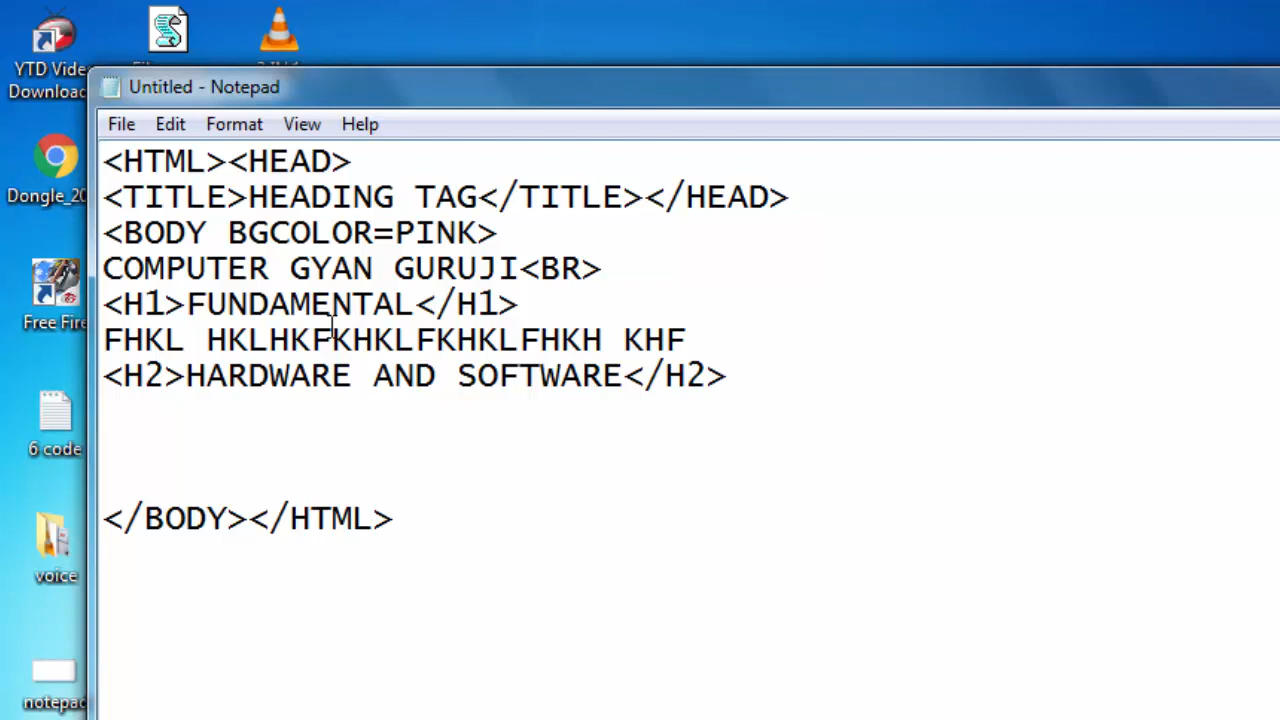 YTD Vide
Downloac
Dongle_20
Free Fire
6 code
voice
notepad
Untitled - Notepad
File Edit Format View Help
<HTML><HEAD>
<TITLE>HEADING TAG</TITLE></HEAD>
<BODY BGCOLOR=PINK>
COMPUTER GYAN GURUJI<BR>
<H1>FUNDAMENTAL</H1>
FHKL HKLHKFKHKLFKHKLFHKH KHF
<H2>HARDWARE AND SOFTWARE</H2>
</BODY></HTML>